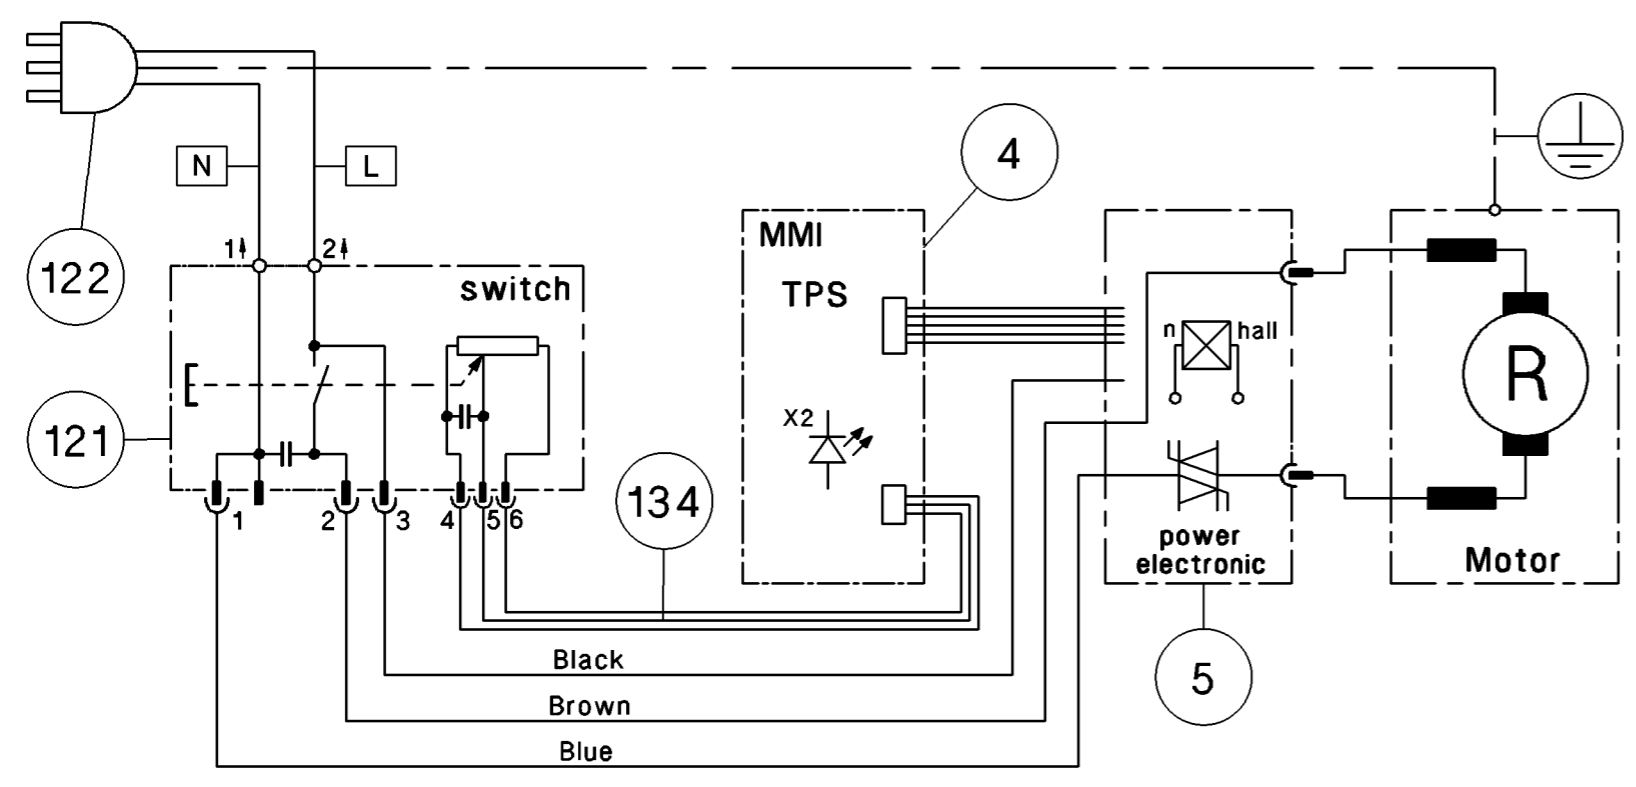 N
L
122
1
2
switch
121
1
2
3
4
5
6
134
MMI
TPS
X2
4
n
hall
power
electronic
5
R
Motor
Black
Brown
Blue